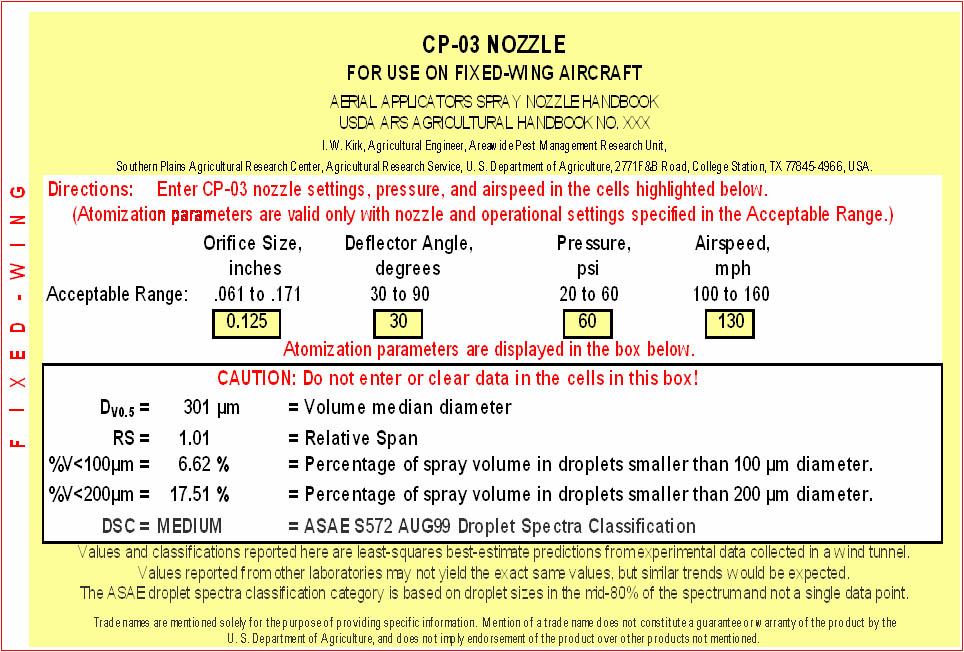 CP-03 NOZZLE
FOR USE ON FIXED-WING AIRCRAFT
AERIAL APPLICATORS SPRAY NOZZLE HANDBOOK
USDA ARS AGRICULTURAL HANDBOOK NO. XXX
I. W. Kirk, Agricultural Engineer, Areawide Pest Management Research Unit,
Southern Plains Agricultural Research Center, Agricultural Research Service, U. S. Department of Agriculture, 2771F&B Road, College Station, TX 77845-4966, USA.
FIXED-WING
Directions: Enter CP-03 nozzle settings, pressure, and airspeed in the cells highlighted below.
(Atomization parameters are valid only with nozzle and operational settings specified in the Acceptable Range.)
Orifice Size, Deflector Angle, Pressure, Airspeed,
inches degrees psi mph
Acceptable Range: .061 to .171 30 to 90 20 to 60 100 to 160
0.125 30 60 130
Atomization parameters are displayed in the box below.
CAUTION: Do not enter or clear data in the cells in this box!
DV0.5 = 301 µm = Volume median diameter
RS = 1.01 = Relative Span
%V<100µm = 6.62 % = Percentage of spray volume in droplets smaller than 100 µm diameter.
%V<200µm = 17.51 % = Percentage of spray volume in droplets smaller than 200 µm diameter.
DSC = MEDIUM = ASAE S572 AUG99 Droplet Spectra Classification
Values and classifications reported here are least-squares best-estimate predictions from experimental data collected in a wind tunnel.
Values reported from other laboratories may not yield the exact same values, but similar trends would be expected.
The ASAE droplet spectra classification category is based on droplet sizes in the mid-80% of the spectrum and not a single data point.
Trade names are mentioned solely for the purpose of providing specific information. Mention of a trade name does not constitute a guarantee or warranty of the product by the
U. S. Department of Agriculture, and does not imply endorsement of the product over other products not mentioned.